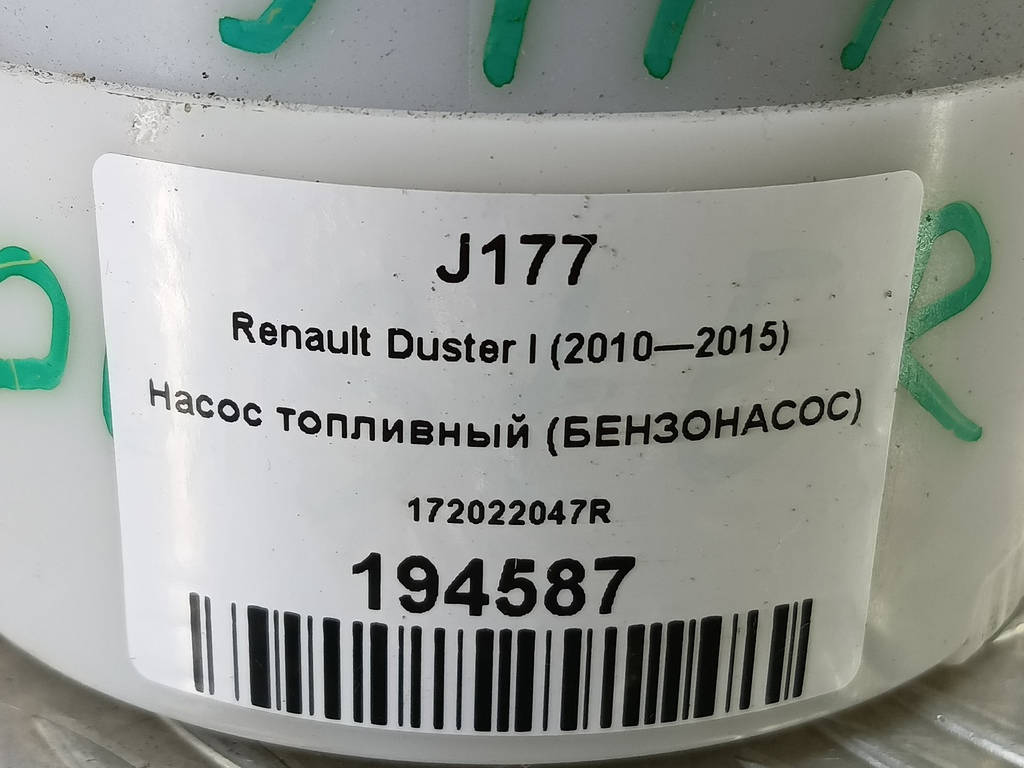 J177
Renault Duster I (2010—2015)
Насос топливный (БЕНЗОНАСОС)
172022047R
194587